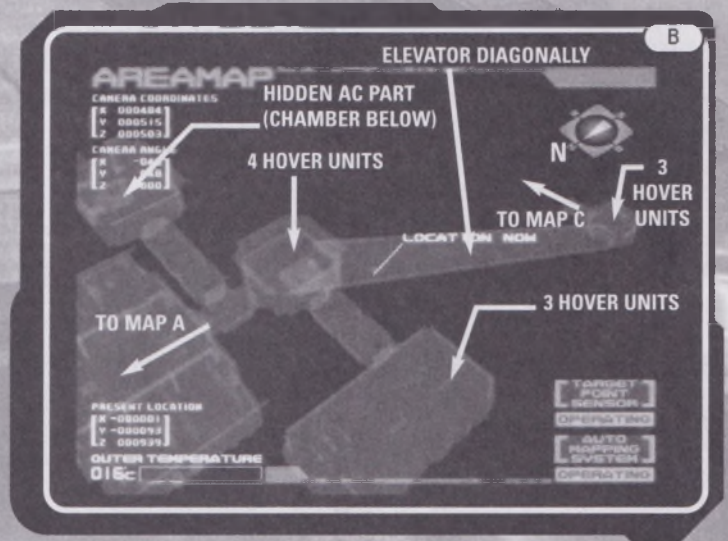 B
ELEVATOR DIAGONALLY
AREAMAP
CAMERA COORDINATES
X 000484
Y 000515
Z 000503
HIDDEN AC PART
(CHAMBER BELOW)
CAMERA ANGLE
X
Y
Z
4 HOVER UNITS
N
3
HOVER
UNITS
TO MAP C
LOCATION NOW
3 HOVER UNITS
TO MAP A
TARGET
POINT
SENSOR
OPERATING
AUTO
MAPPING
SYSTEM
OPERATING
PRESENT LOCATION
X -000001
Y -000093
Z 000939
OUTER TEMPERATURE
016c